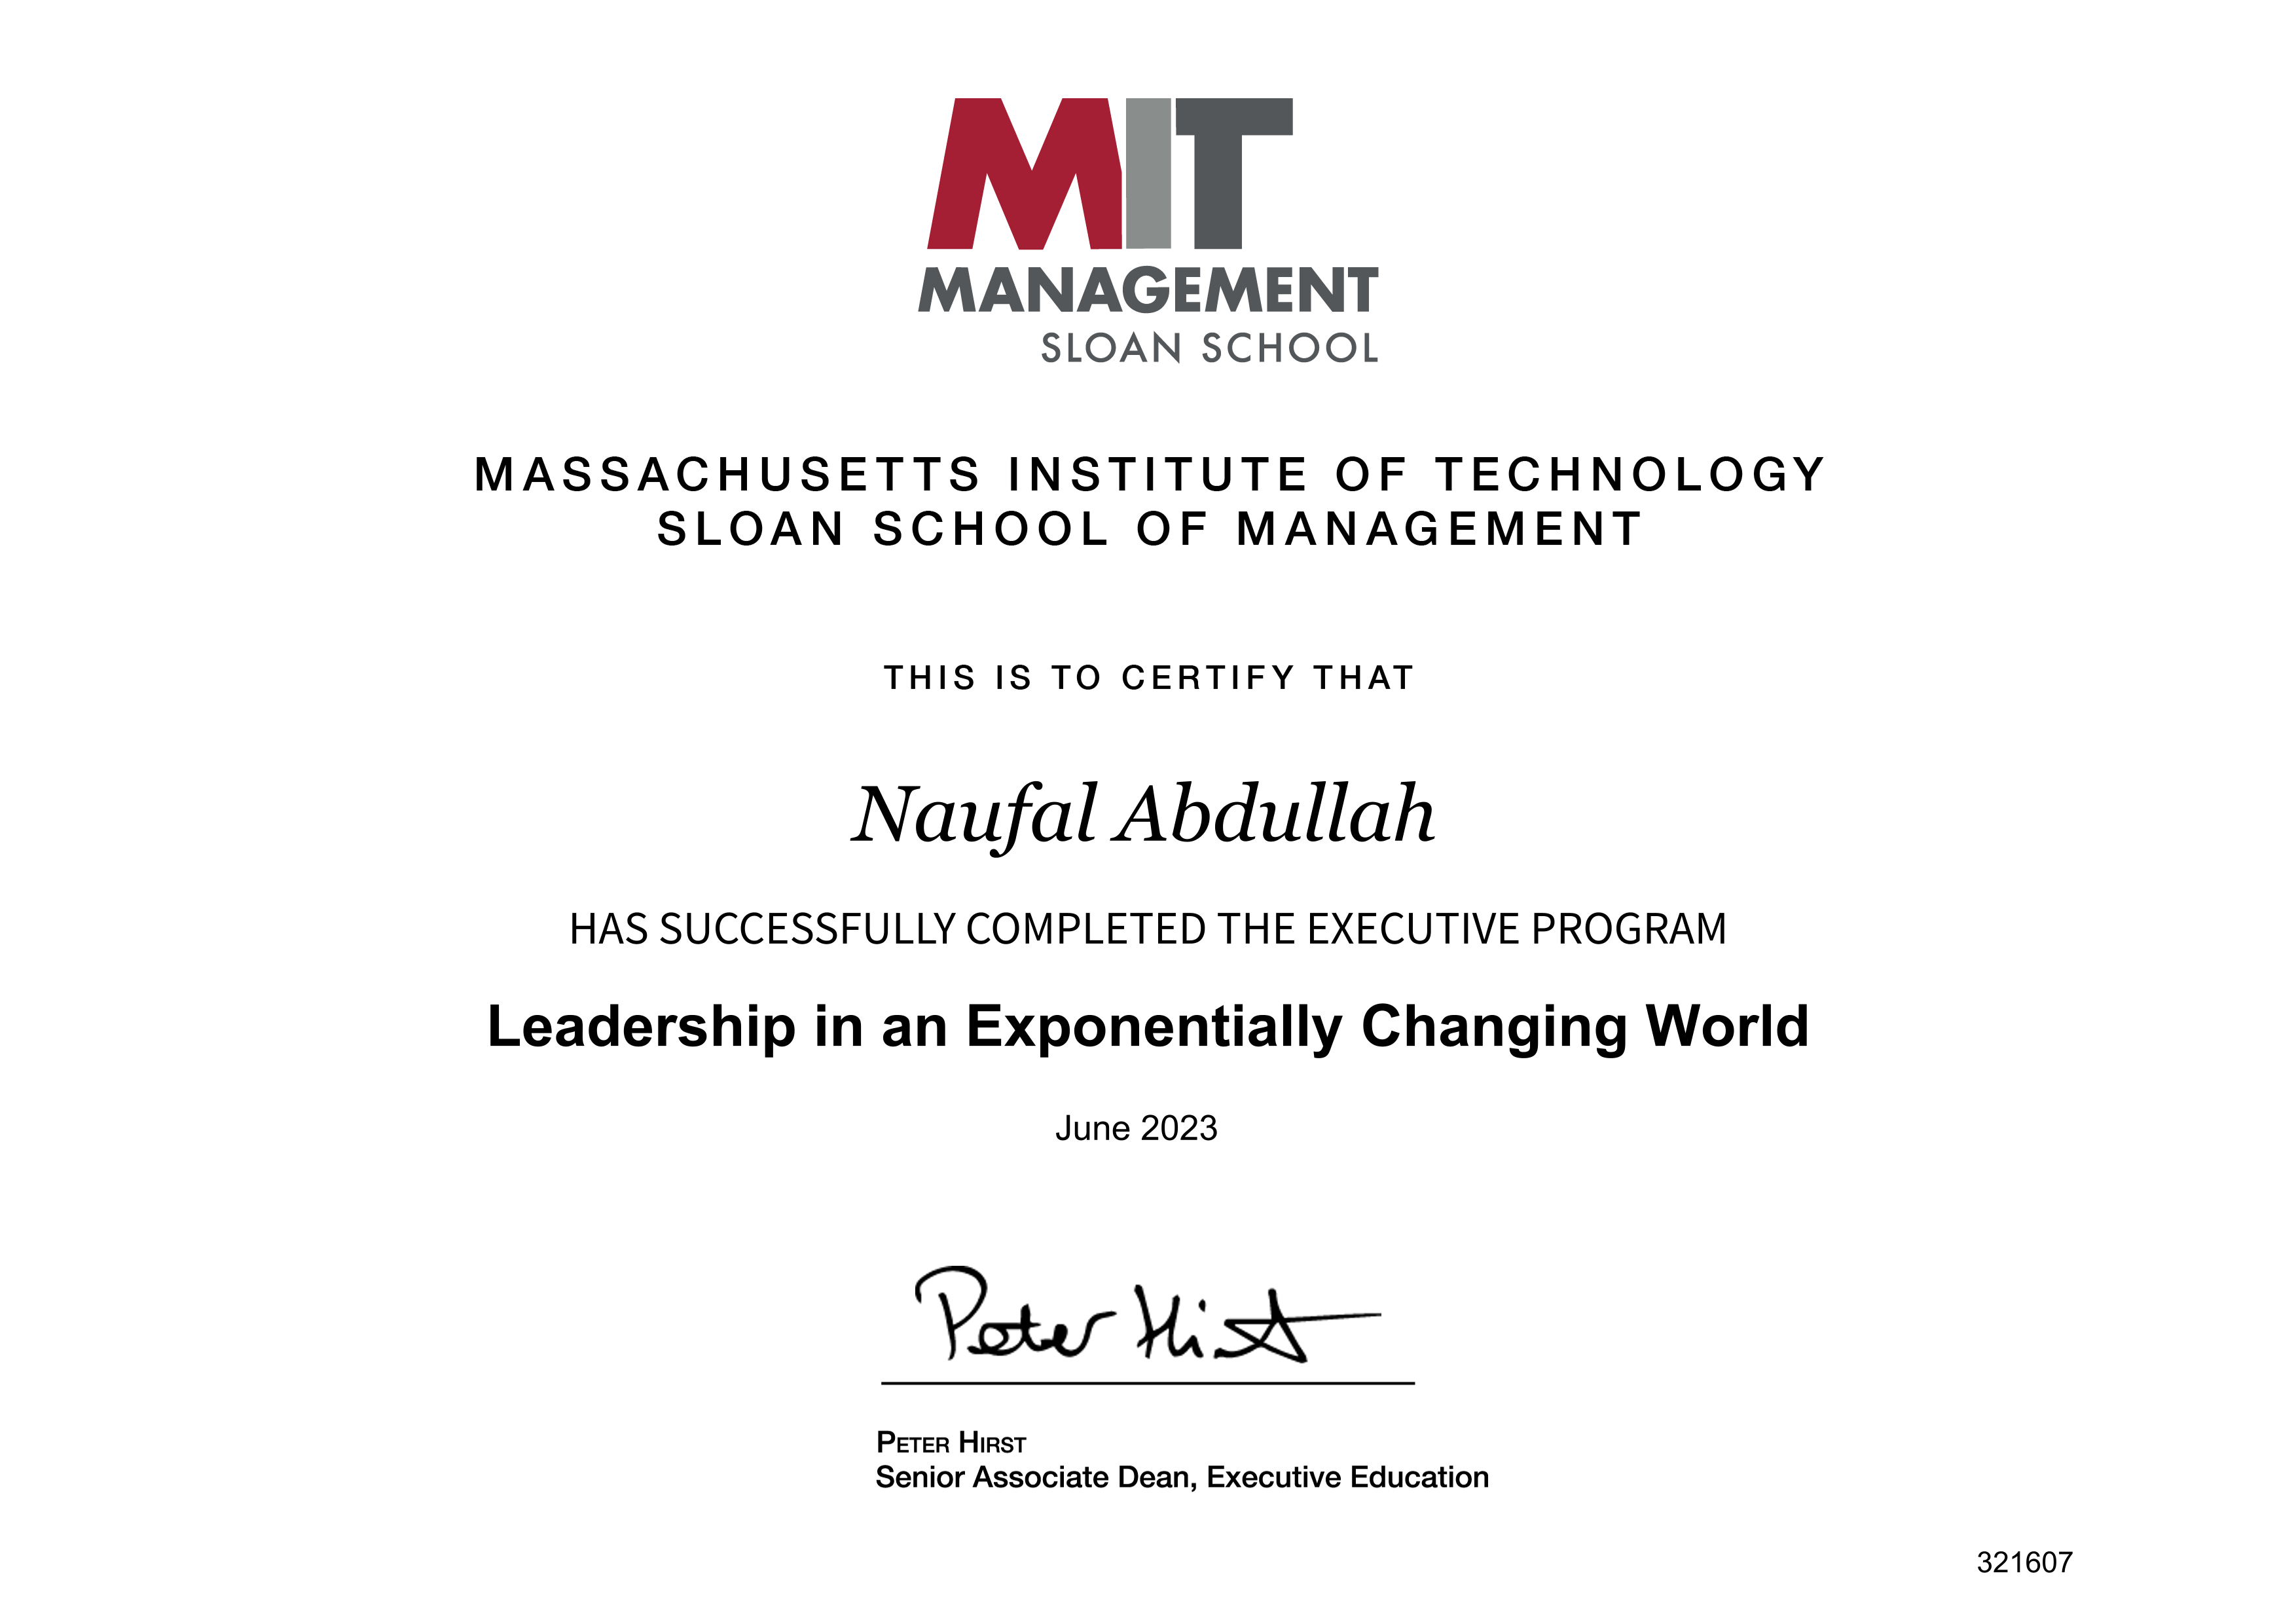 MIT
MANAGEMENT
SLOAN SCHOOL
MASSACHUSETTS INSTITUTE OF TECHNOLOGY
SLOAN SCHOOL OF MANAGEMENT
THIS IS TO CERTIFY THAT
Naufal Abdullah
HAS SUCCESSFULLY COMPLETED THE EXECUTIVE PROGRAM
Leadership in an Exponentially Changing World
June 2023
Peter Hirst
PETER HIRST
Senior Associate Dean, Executive Education
321607